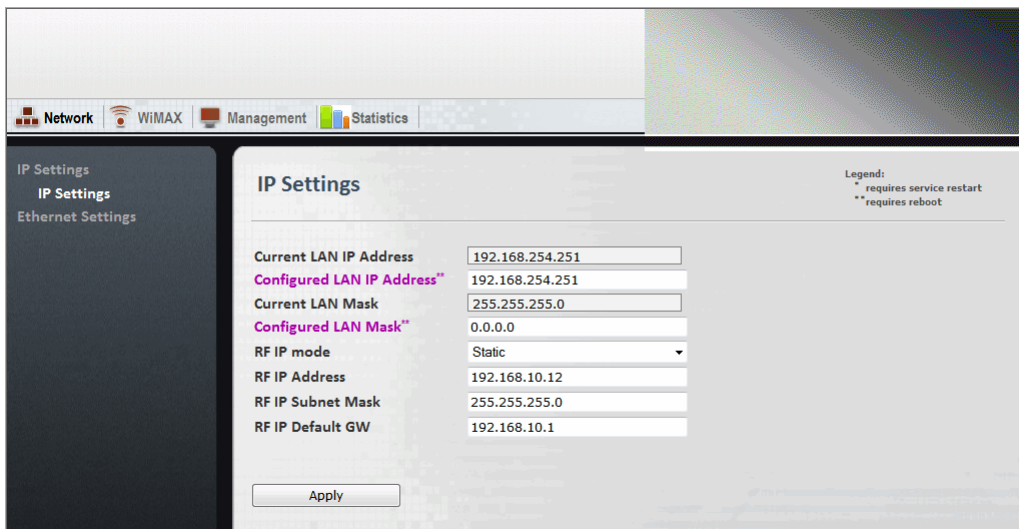 Network WiMAX Management Statistics
IP Settings
IP Settings
Ethernet Settings
IP Settings
Legend:
* requires service restart
** requires reboot
Current LAN IP Address 192.168.254.251
Configured LAN IP Address** 192.168.254.251
Current LAN Mask 255.255.255.0
Configured LAN Mask** 0.0.0.0
RF IP mode Static
RF IP Address 192.168.10.12
RF IP Subnet Mask 255.255.255.0
RF IP Default GW 192.168.10.1
Apply